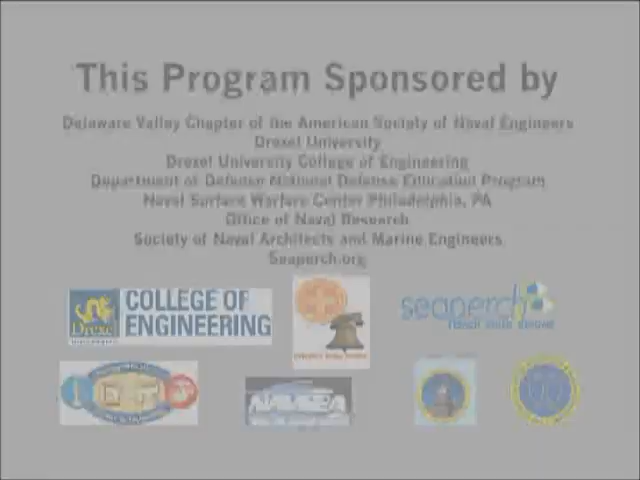 This Program Sponsored by
Delaware Valley Chapter of the American Society of Naval Engineers
Drexel University
Drexel University College of Engineering
Department of Defense National Defense Education Program
Naval Surface Warfare Center Philadelphia, PA
Office of Naval Research
Society of Naval Architects and Marine Engineers
Seaperch.org
Drexel
COLLEGE OF
ENGINEERING
seaperch
NAVSEA